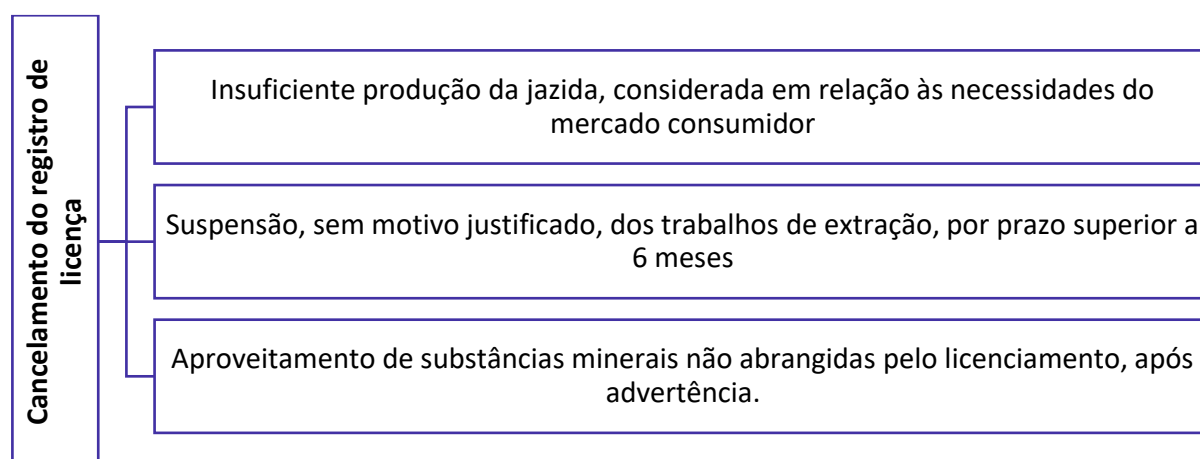 Cancelamento do registro de
licença
Insuficiente produção da jazida, considerada em relação às necessidades do
mercado consumidor
Suspensão, sem motivo justificado, dos trabalhos de extração, por prazo superior a
6 meses
Aproveitamento de substâncias minerais não abrangidas pelo licenciamento, após
advertência.